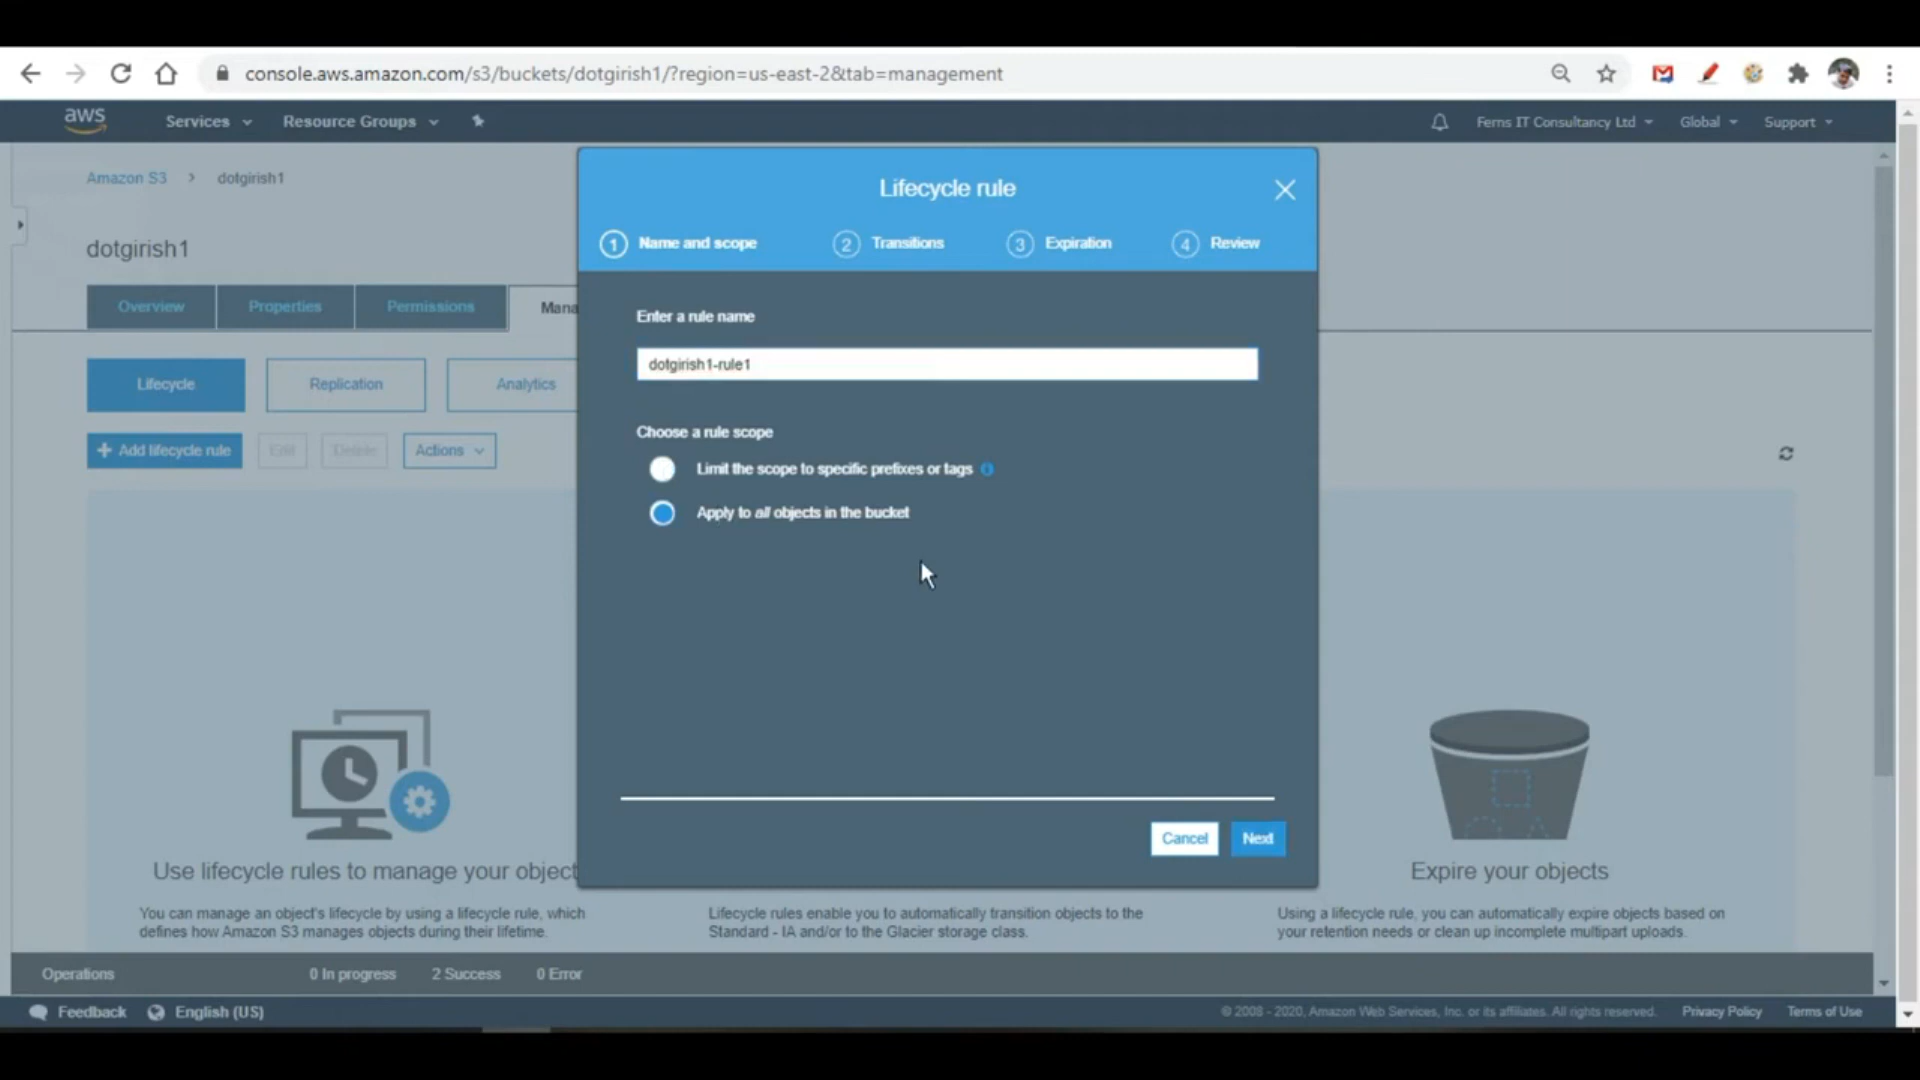 console.aws.amazon.com/s3/buckets/dotgirish1/?region=us-east-2&tab=management
aws
Services
Resource Groups
Ferns IT Consultancy Ltd
Global
Support
Amazon S3 > dotgirish1
dotgirish1
Overview
Properties
Permissions
Mana
Lifecycle
Replication
Analytics
+ Add lifecycle rule
Edit
Delete
Actions
Lifecycle rule
1 Name and scope
2 Transitions
3 Expiration
4 Review
Enter a rule name
dotgirish1-rule1
Choose a rule scope
Limit the scope to specific prefixes or tags
Apply to all objects in the bucket
Cancel
Next
Use lifecycle rules to manage your object
You can manage an object's lifecycle by using a lifecycle rule, which
defines how Amazon S3 manages objects during their lifetime.
Lifecycle rules enable you to automatically transition objects to the
Standard - IA and/or to the Glacier storage class.
Expire your objects
Using a lifecycle rule, you can automatically expire objects based on
your retention needs or clean up incomplete multipart uploads.
Operations
0 In progress
2 Success
0 Error
Feedback
English (US)
© 2008 - 2020, Amazon Web Services, Inc. or its affiliates. All rights reserved.
Privacy Policy
Terms of Use